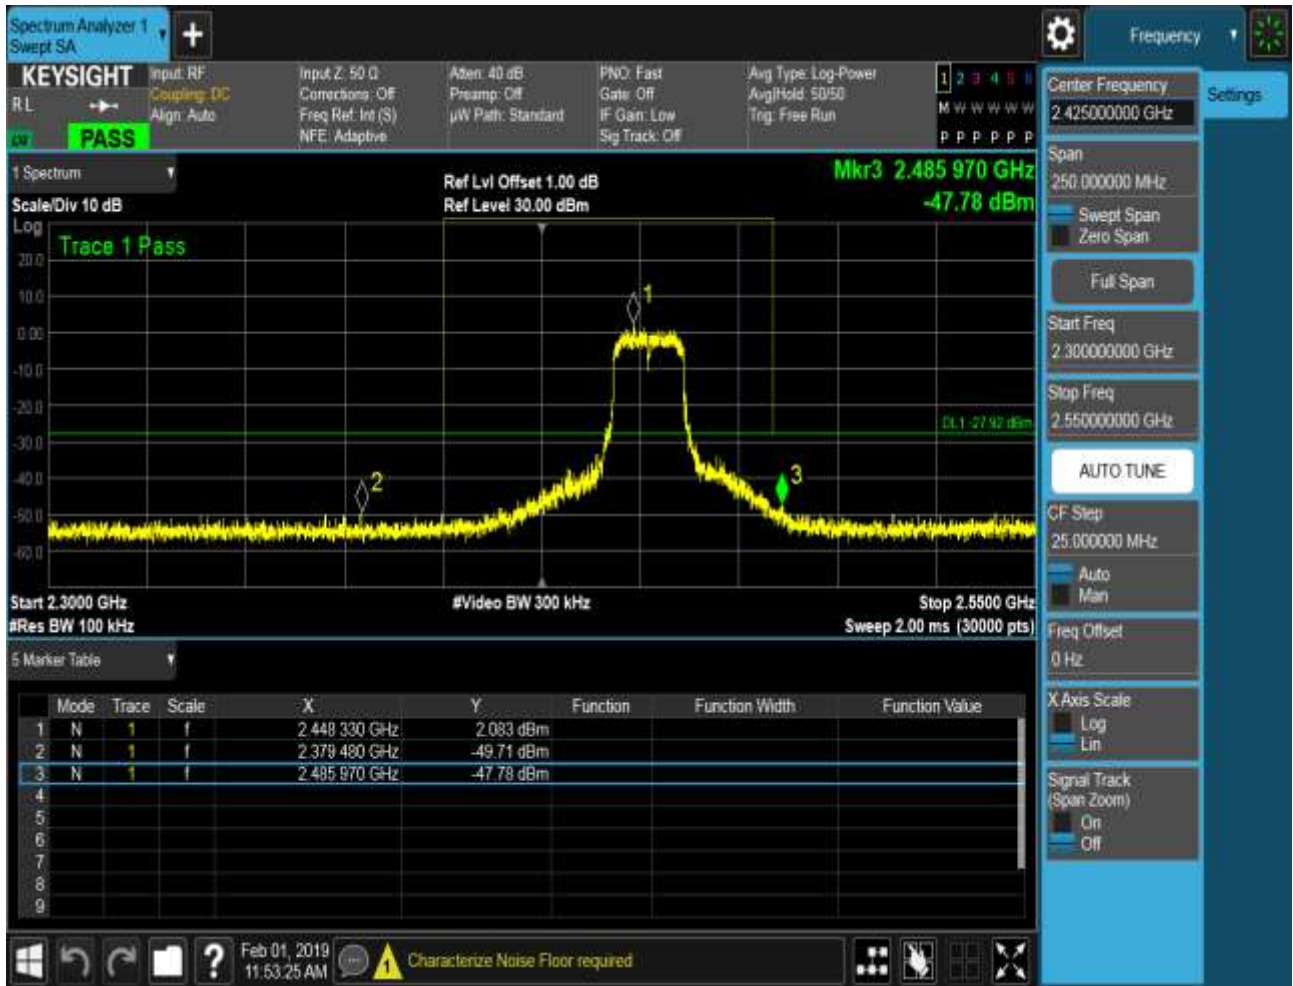 Spectrum Analyzer 1
Swept SA
+
Frequency
KEYSIGHT
R L
PASS
Input: RF
Coupling: DC
Align: Auto
Input Z: 50 Ω
Corrections: Off
Freq Ref: Int (S)
NFE: Adaptive
Atten: 40 dB
Preamp: Off
µW Path: Standard
PNO: Fast
Gate: Off
IF Gain: Low
Sig Track: Off
Avg Type: Log-Power
Avg|Hold: 50/50
Trig: Free Run
1 2 3 4 5 6
M W W W W W
P P P P P P
1 Spectrum
Scale/Div 10 dB
Ref Lvl Offset 1.00 dB
Ref Level 30.00 dBm
Mkr3 2.485 970 GHz
-47.78 dBm
Log
Trace 1 Pass
20.0
10.0
0.00
-10.0
-20.0
-30.0
-40.0
-50.0
-60.0
1
2
3
DL1 -27.92 dBm
Start 2.3000 GHz
#Video BW 300 kHz
Stop 2.5500 GHz
#Res BW 100 kHz
Sweep 2.00 ms (30000 pts)
5 Marker Table
Mode Trace Scale X Y Function Function Width Function Value
1 N 1 f 2.448 330 GHz 2.083 dBm
2 N 1 f 2.379 480 GHz -49.71 dBm
3 N 1 f 2.485 970 GHz -47.78 dBm
4
5
6
7
8
9
Feb 01, 2019
11:53:25 AM
?
1
Characterize Noise Floor required
Center Frequency
2.425000000 GHz
Settings
Span
250.000000 MHz
Swept Span
Zero Span
Full Span
Start Freq
2.300000000 GHz
Stop Freq
2.550000000 GHz
AUTO TUNE
CF Step
25.000000 MHz
Auto
Man
Freq Offset
0 Hz
X Axis Scale
Log
Lin
Signal Track
(Span Zoom)
On
Off